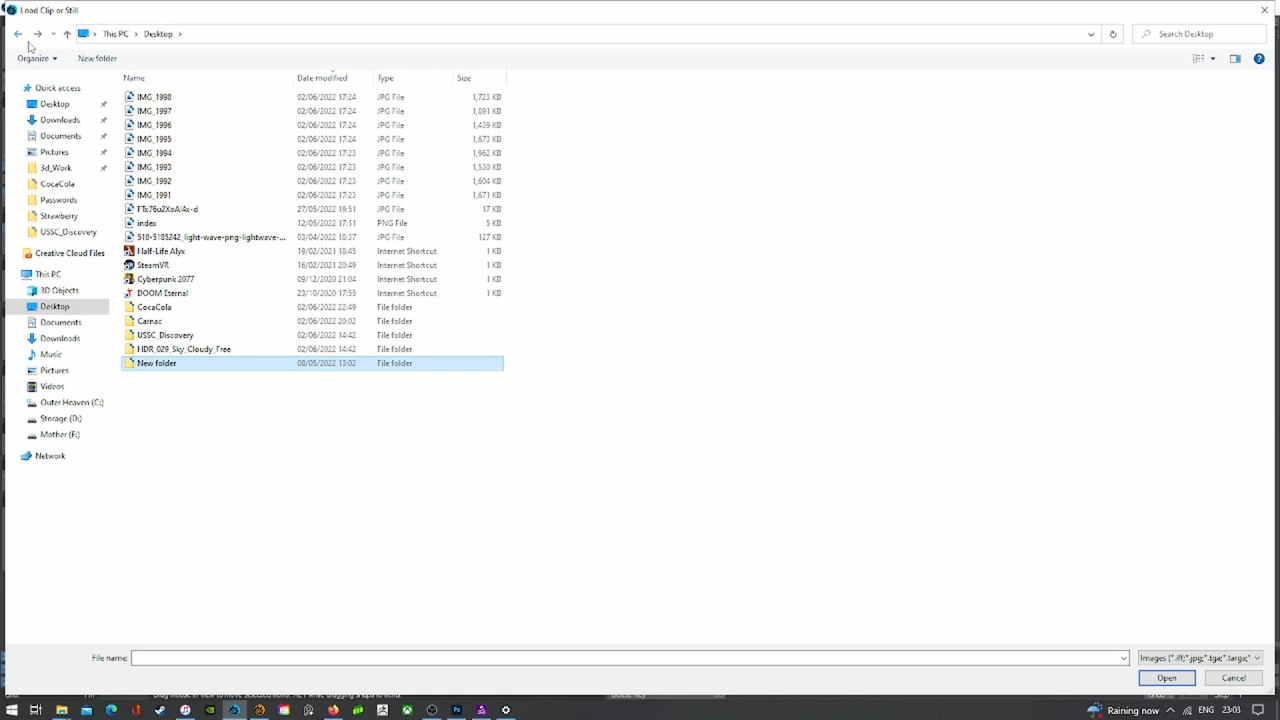 Load Clip or Still
This PC > Desktop >
Search Desktop
Organize
New folder
Name Date modified Type Size
Quick access
Desktop
Downloads
Documents
Pictures
3d_Work
CocaCola
Passwords
Strawberry
USSC_Discovery
Creative Cloud Files
This PC
3D Objects
Desktop
Documents
Downloads
Music
Pictures
Videos
Outer Heaven (C:)
Storage (D:)
Mother (F:)
Network
IMG_1998 02/06/2022 17:24 JPG File 1,723 KB
IMG_1997 02/06/2022 17:24 JPG File 1,891 KB
IMG_1996 02/06/2022 17:24 JPG File 1,439 KB
IMG_1995 02/06/2022 17:24 JPG File 1,673 KB
IMG_1994 02/06/2022 17:23 JPG File 1,962 KB
IMG_1993 02/06/2022 17:23 JPG File 1,530 KB
IMG_1992 02/06/2022 17:23 JPG File 1,604 KB
IMG_1991 02/06/2022 17:23 JPG File 1,671 KB
27/05/2022 19:51 JPG File 17 KB
index 12/05/2022 17:11 PNG File 5 KB
518-5185242_light-wave-png-lightwave-... 03/04/2022 18:37 JPG File 127 KB
Half-Life Alyx 19/02/2021 18:45 Internet Shortcut 1 KB
SteamVR 16/02/2021 20:49 Internet Shortcut 1 KB
Cyberpunk 2077 09/12/2020 21:04 Internet Shortcut 1 KB
DOOM Eternal 23/10/2020 17:55 Internet Shortcut 1 KB
CocaCola 02/06/2022 22:49 File folder
Carnac 02/06/2022 20:02 File folder
USSC_Discovery 02/06/2022 14:42 File folder
HDR_029_Sky_Cloudy_Free 02/06/2022 14:42 File folder
New folder 08/05/2022 13:02 File folder
File name:
Images (*.iff;*.jpg;*.tga;*.targa;*
Open
Cancel
Raining now
ENG
23:03